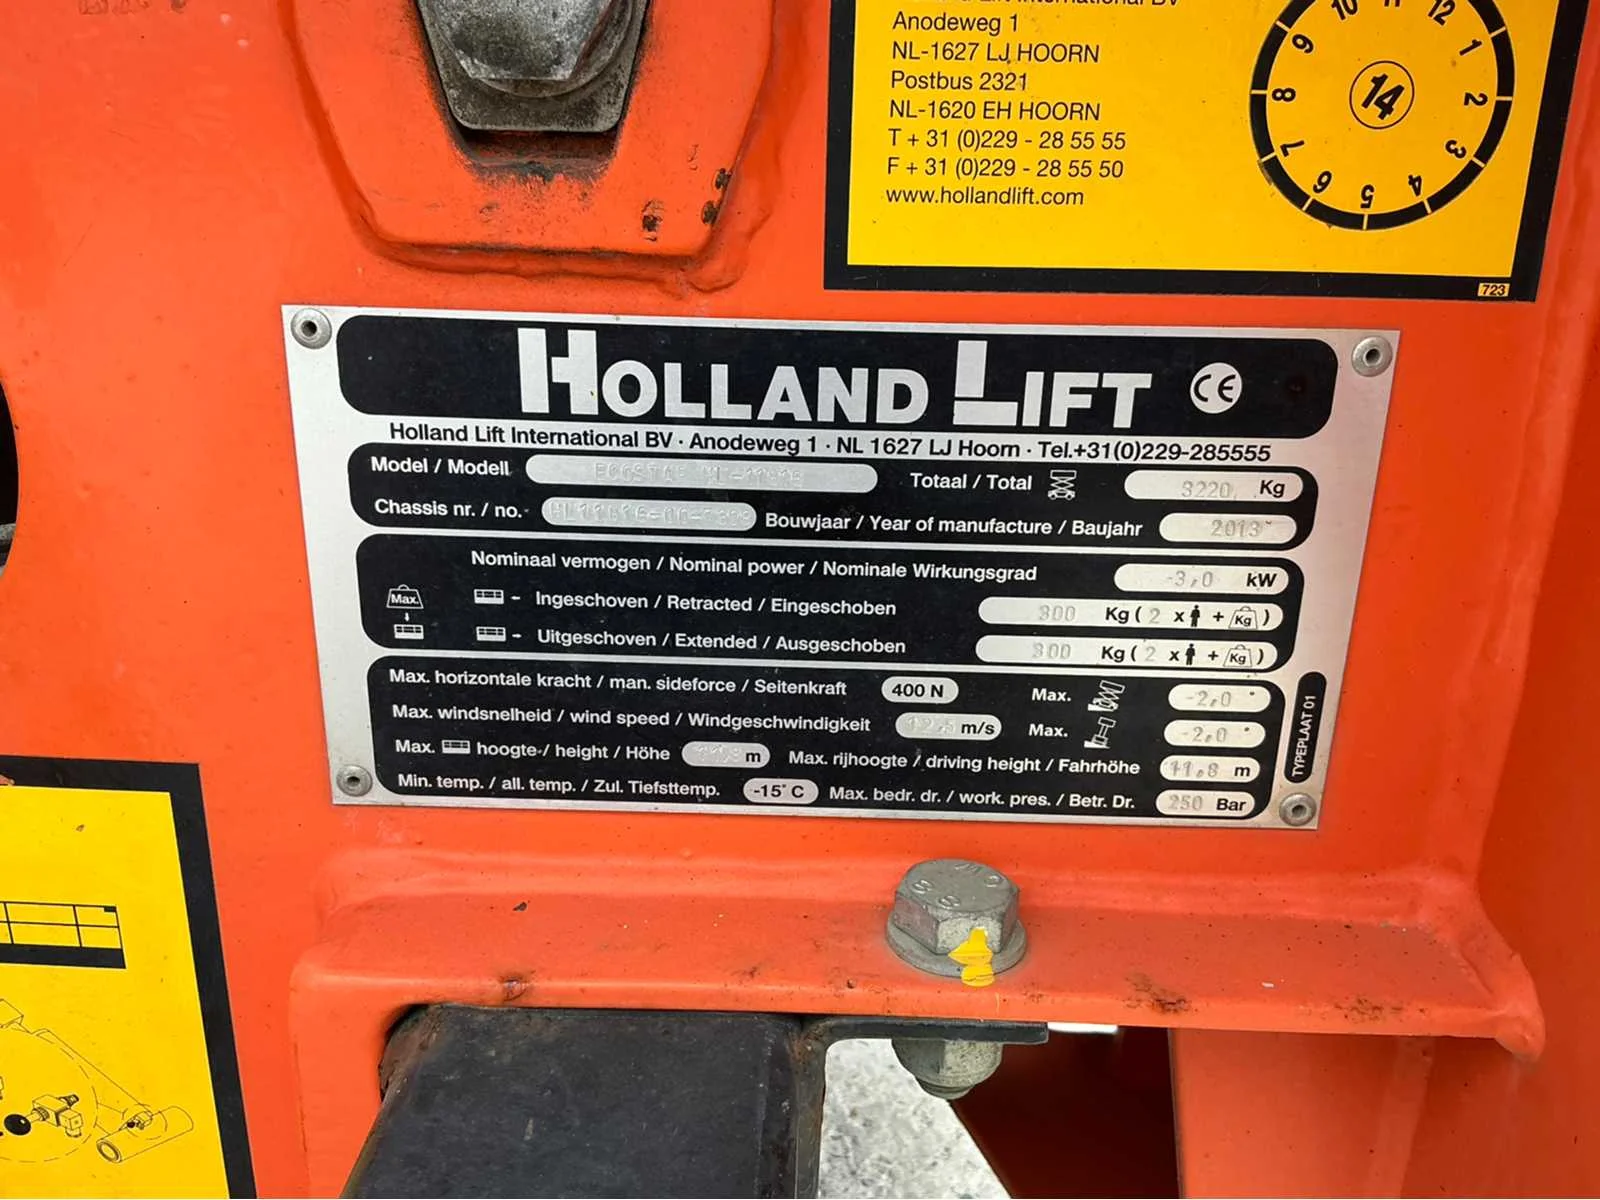 Anodeweg 1
NL-1627 LJ HOORN
Postbus 2321
NL-1620 EH HOORN
T + 31 (0)229 - 28 55 55
F + 31 (0)229 - 28 55 50
www.hollandlift.com
10 11 12 1 2 3 4 5 6 7 8 9
14
723
HOLLAND LIFT CE
Holland Lift International BV · Anodeweg 1 · NL 1627 LJ Hoorn · Tel.+31(0)229-285555
Model / Modell
Totaal / Total 3220 Kg
Chassis nr. / no.
Bouwjaar / Year of manufacture / Baujahr 2013
Nominaal vermogen / Nominal power / Nominale Wirkungsgrad 3,0 kW
Max.
Ingeschoven / Retracted / Eingeschoben 300 Kg ( 2 x + Kg )
Uitgeschoven / Extended / Ausgeschoben 300 Kg ( 2 x + Kg )
Max. horizontale kracht / man. sideforce / Seitenkraft 400 N Max. -2,0 °
Max. windsnelheid / wind speed / Windgeschwindigkeit 12,5 m/s Max. -2,0 °
Max. hoogte / height / Höhe m Max. rijhoogte / driving height / Fahrhöhe 11,8 m
Min. temp. / all. temp. / Zul. Tiefsttemp. -15° C Max. bedr. dr. / work. pres. / Betr. Dr. 250 Bar
TYPEPLAAT 01
8.8